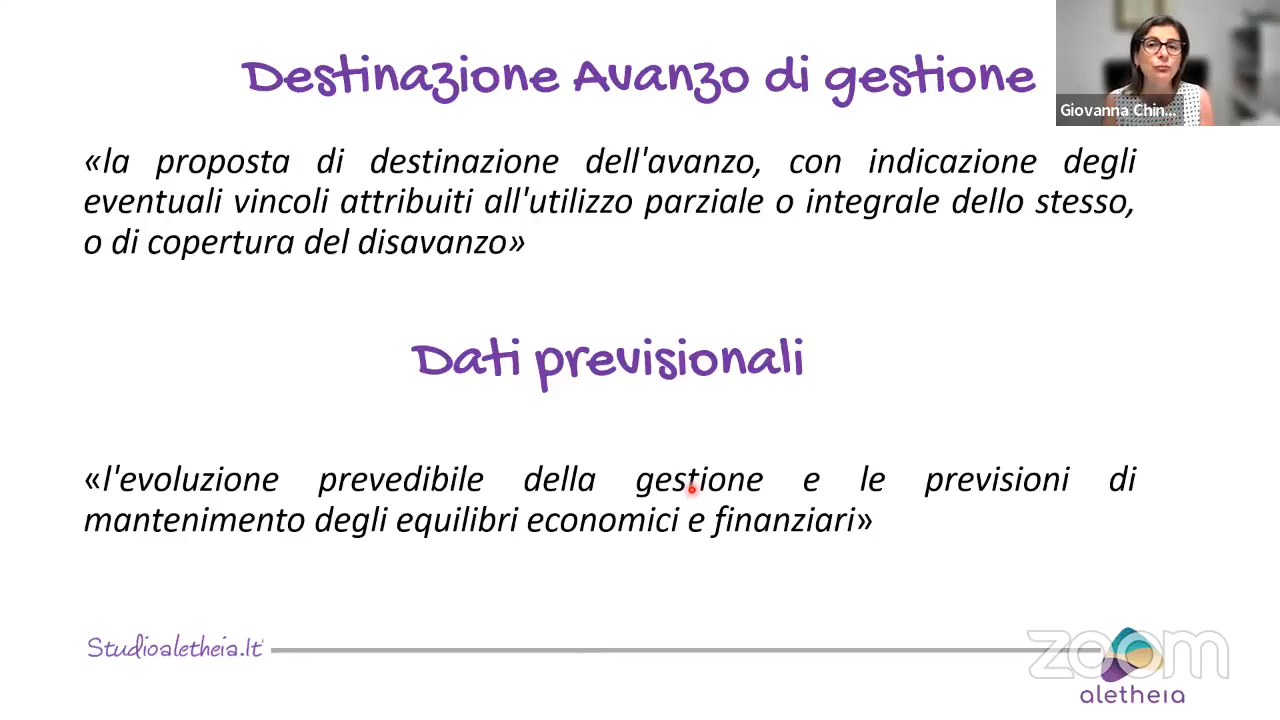 Destinazione Avanzo di gestione
Giovanna Chin...
«la proposta di destinazione dell'avanzo, con indicazione degli
eventuali vincoli attribuiti all'utilizzo parziale o integrale dello stesso,
o di copertura del disavanzo»
Dati previsionali
«l'evoluzione prevedibile della gestione e le previsioni di
mantenimento degli equilibri economici e finanziari»
Studioaletheia.It
zoom
aletheia